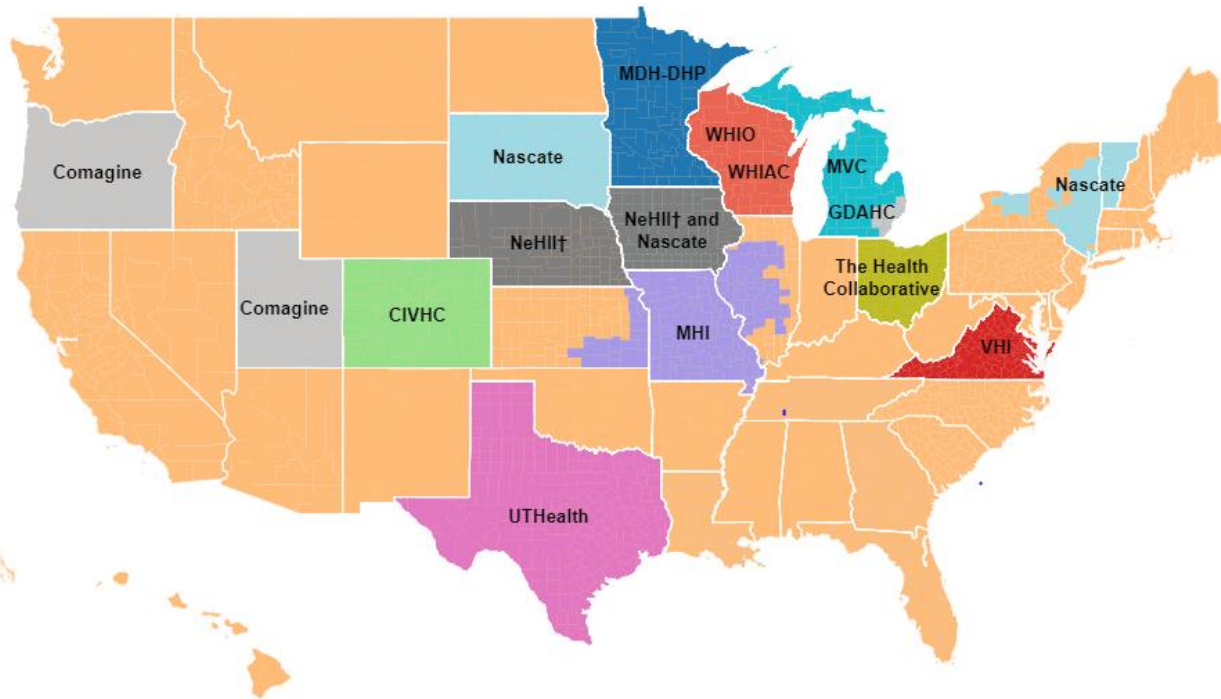 MDH-DHP
WHIO
WHIAC
Comagine
Nascate
MVC
Nascate
GDAHC
NeHII†
NeHII† and
Nascate
The Health
Collaborative
Comagine
CIVHC
MHI
VHI
UTHealth